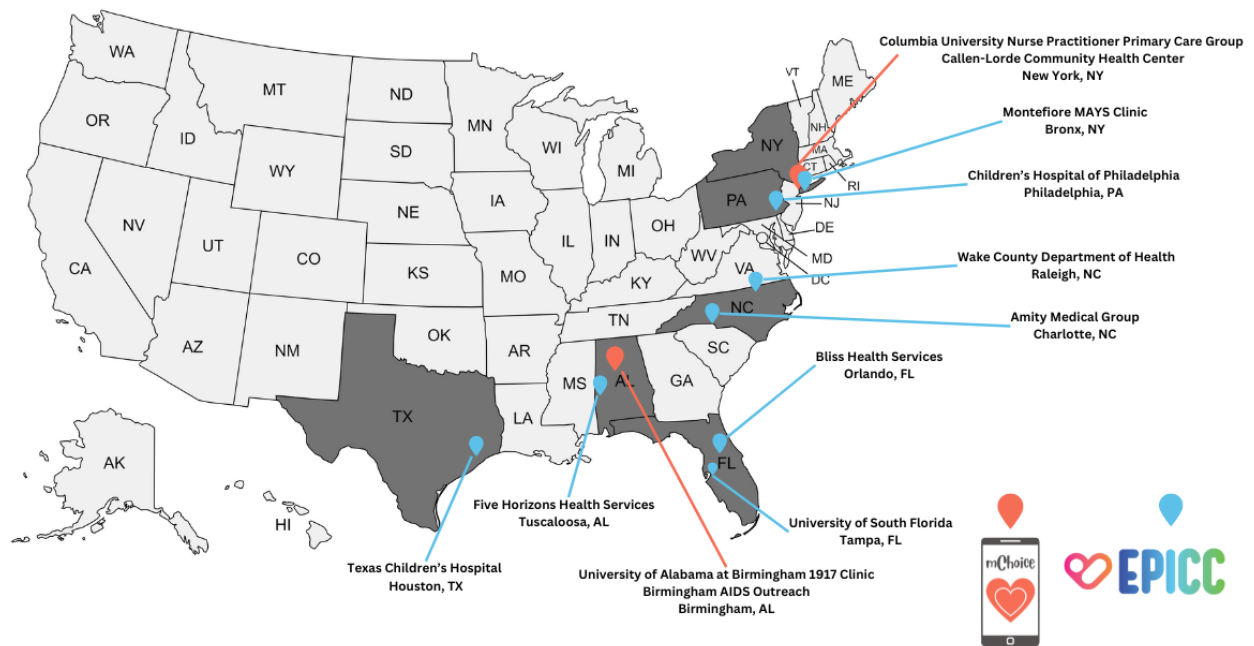 Columbia University Nurse Practitioner Primary Care Group
Callen-Lorde Community Health Center
New York, NY
Montefiore MAYS Clinic
Bronx, NY
Children's Hospital of Philadelphia
Philadelphia, PA
Wake County Department of Health
Raleigh, NC
Amity Medical Group
Charlotte, NC
Bliss Health Services
Orlando, FL
University of South Florida
Tampa, FL
University of Alabama at Birmingham 1917 Clinic
Birmingham AIDS Outreach
Birmingham, AL
Five Horizons Health Services
Tuscaloosa, AL
Texas Children's Hospital
Houston, TX
WA
OR
CA
NV
ID
MT
WY
UT
CO
AZ
NM
ND
SD
NE
KS
OK
TX
MN
IA
MO
AR
LA
WI
IL
MI
IN
OH
KY
TN
MS
AL
GA
FL
SC
NC
VA
WV
PA
NY
VT
NH
ME
MA
CT
RI
NJ
DE
MD
DC
AK
HI
mChoice
EPICC